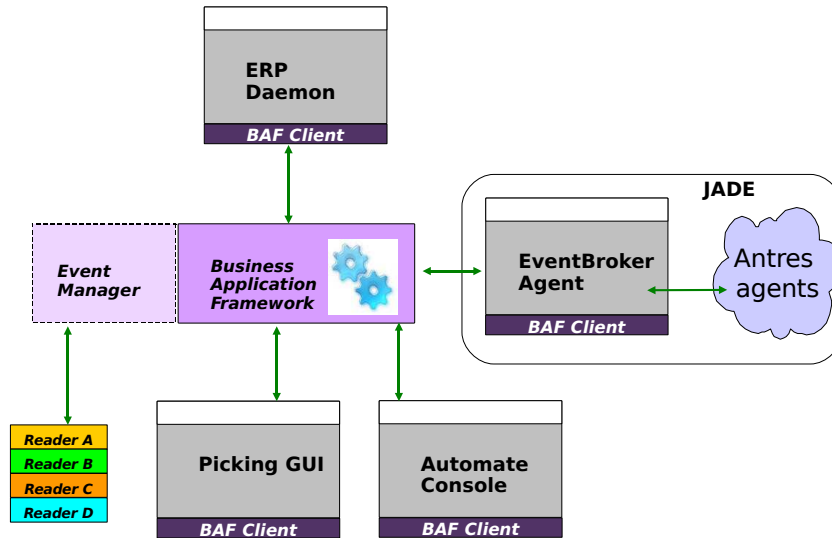 ERP
Daemon
BAF Client
JADE
Event
Manager
Business
Application
Framework
EventBroker
Agent
BAF Client
Antres
agents
Reader A
Reader B
Reader C
Reader D
Picking GUI
BAF Client
Automate
Console
BAF Client